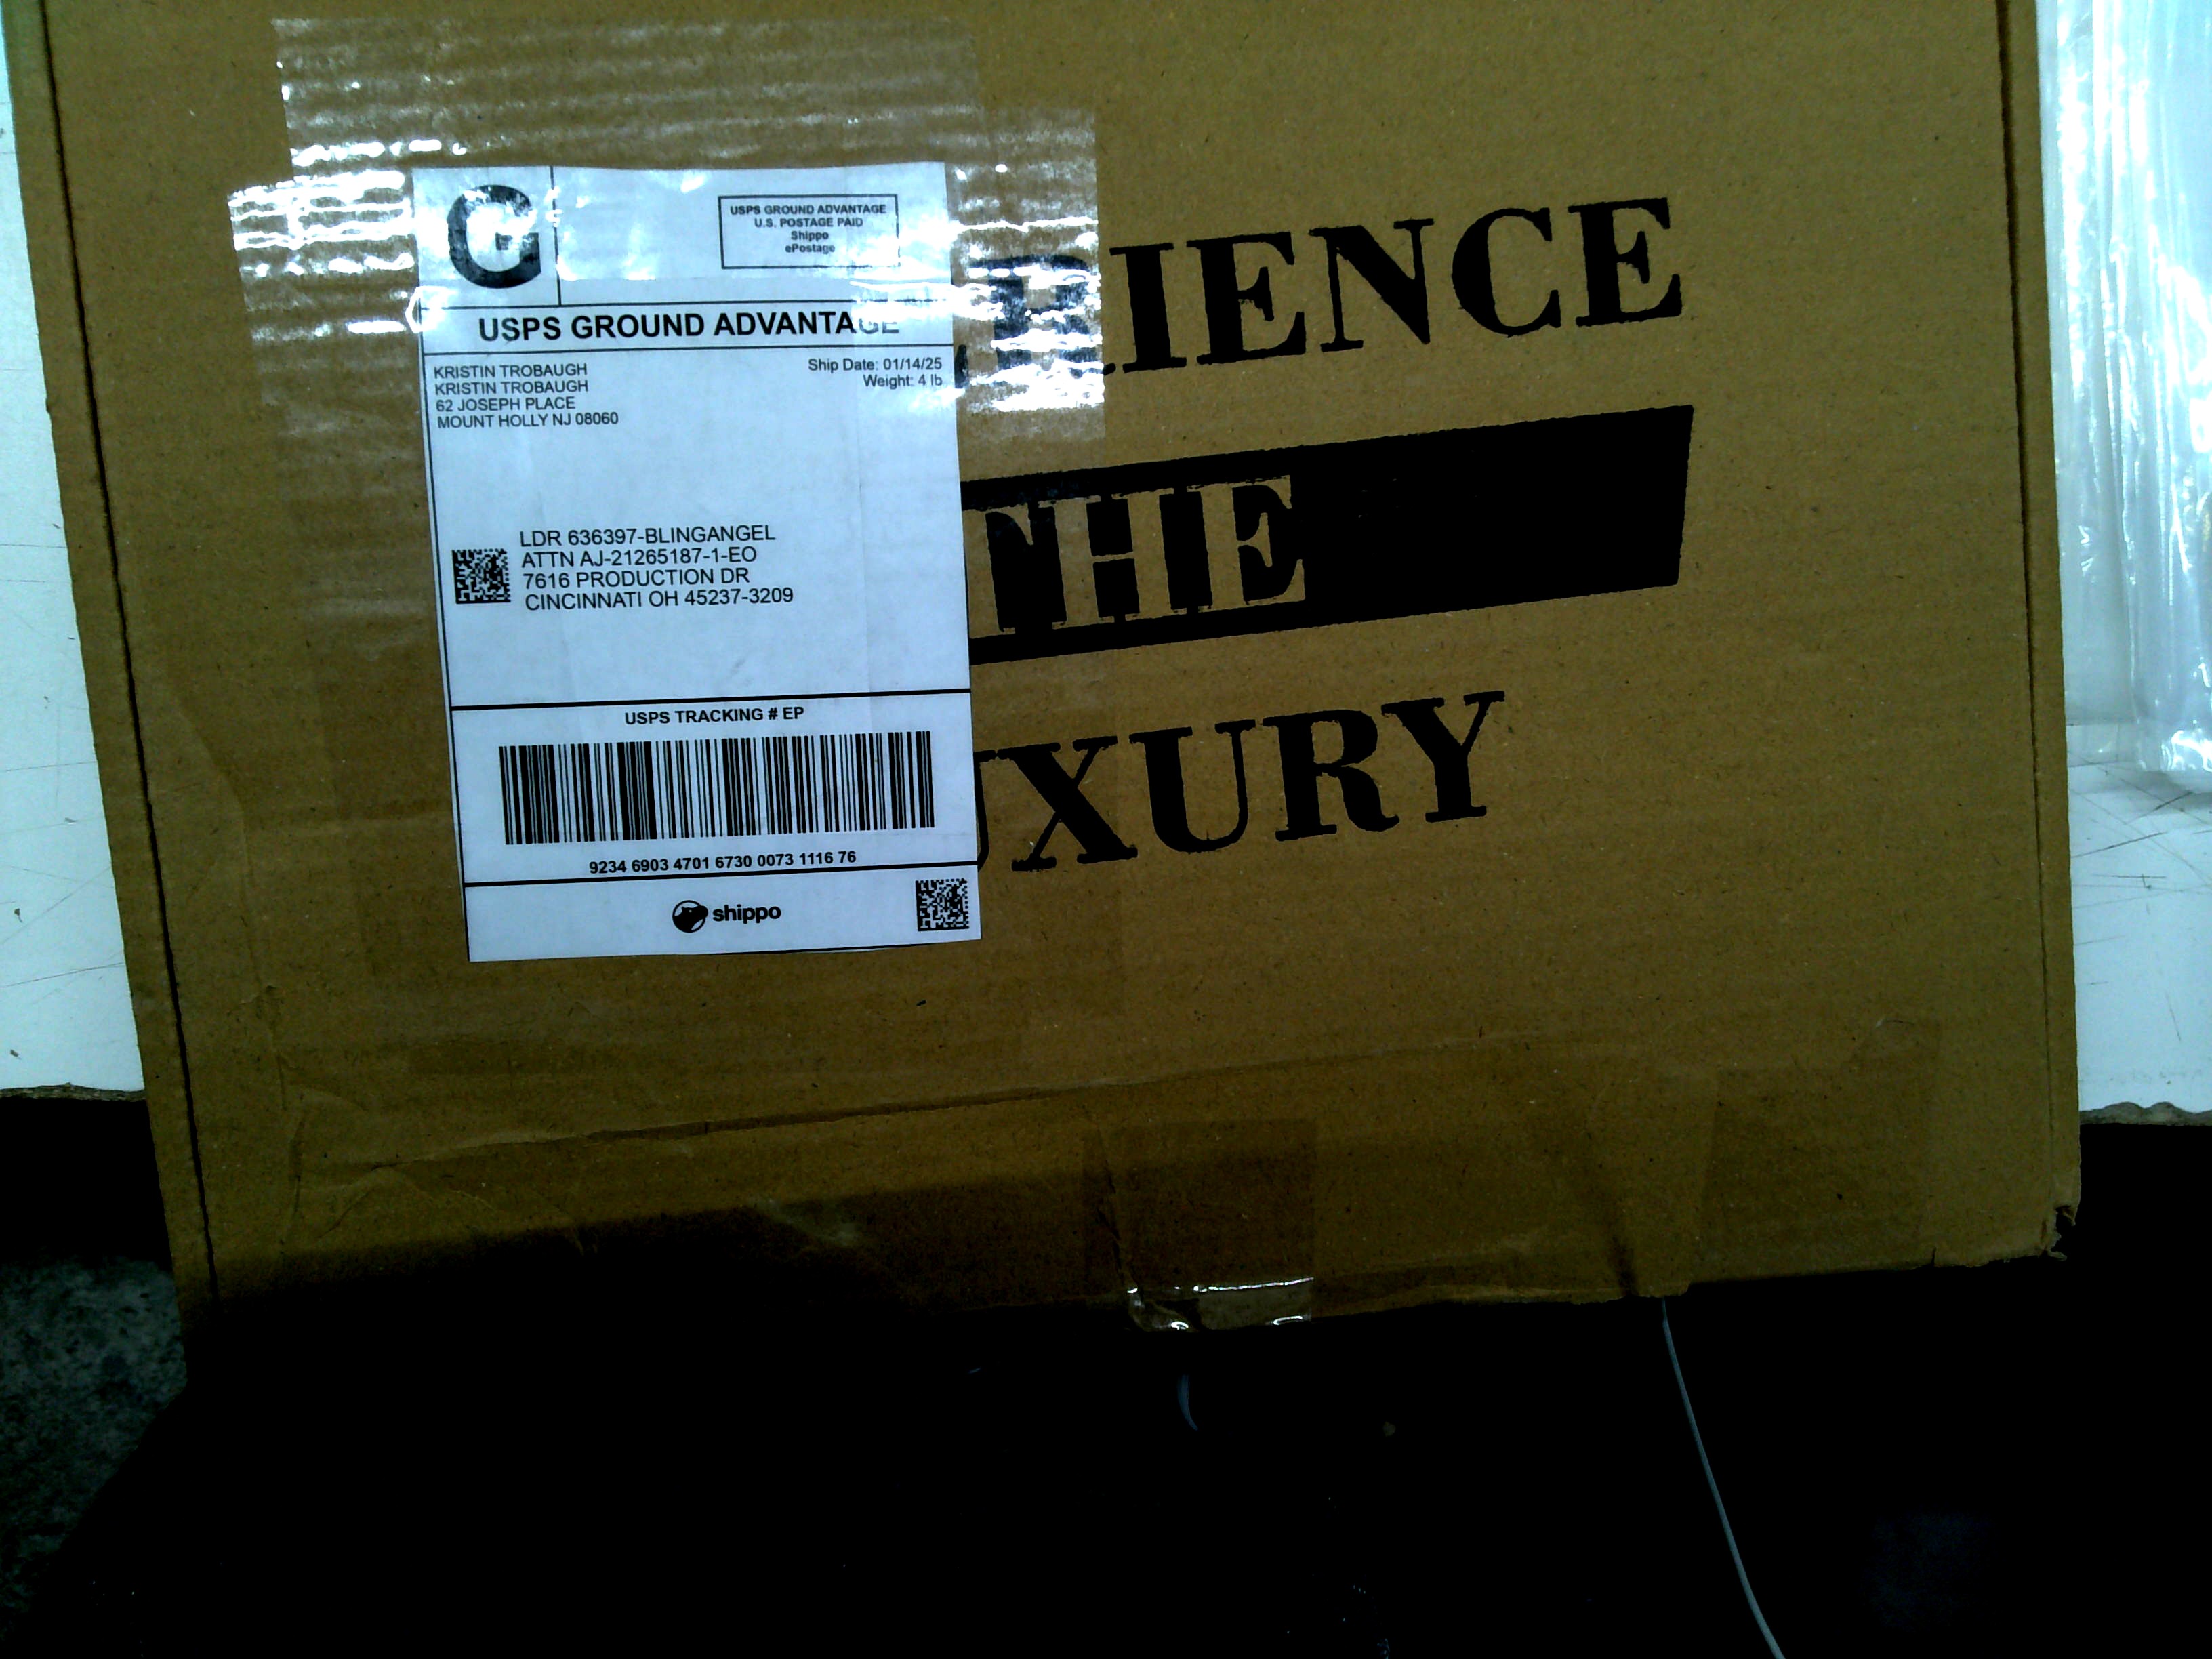 G
USPS GROUND ADVANTAGE
U.S. POSTAGE PAID
Shippo
ePostage
USPS GROUND ADVANTAGE
KRISTIN TROBAUGH
KRISTIN TROBAUGH
62 JOSEPH PLACE
MOUNT HOLLY NJ 08060
Ship Date: 01/14/25
Weight: 4 lb
LDR 636397-BLINGANGEL
ATTN AJ-21265187-1-EO
7616 PRODUCTION DR
CINCINNATI OH 45237-3209
USPS TRACKING # EP
9234 6903 4701 6730 0073 1116 76
shippo
RIENCE
THE
UXURY